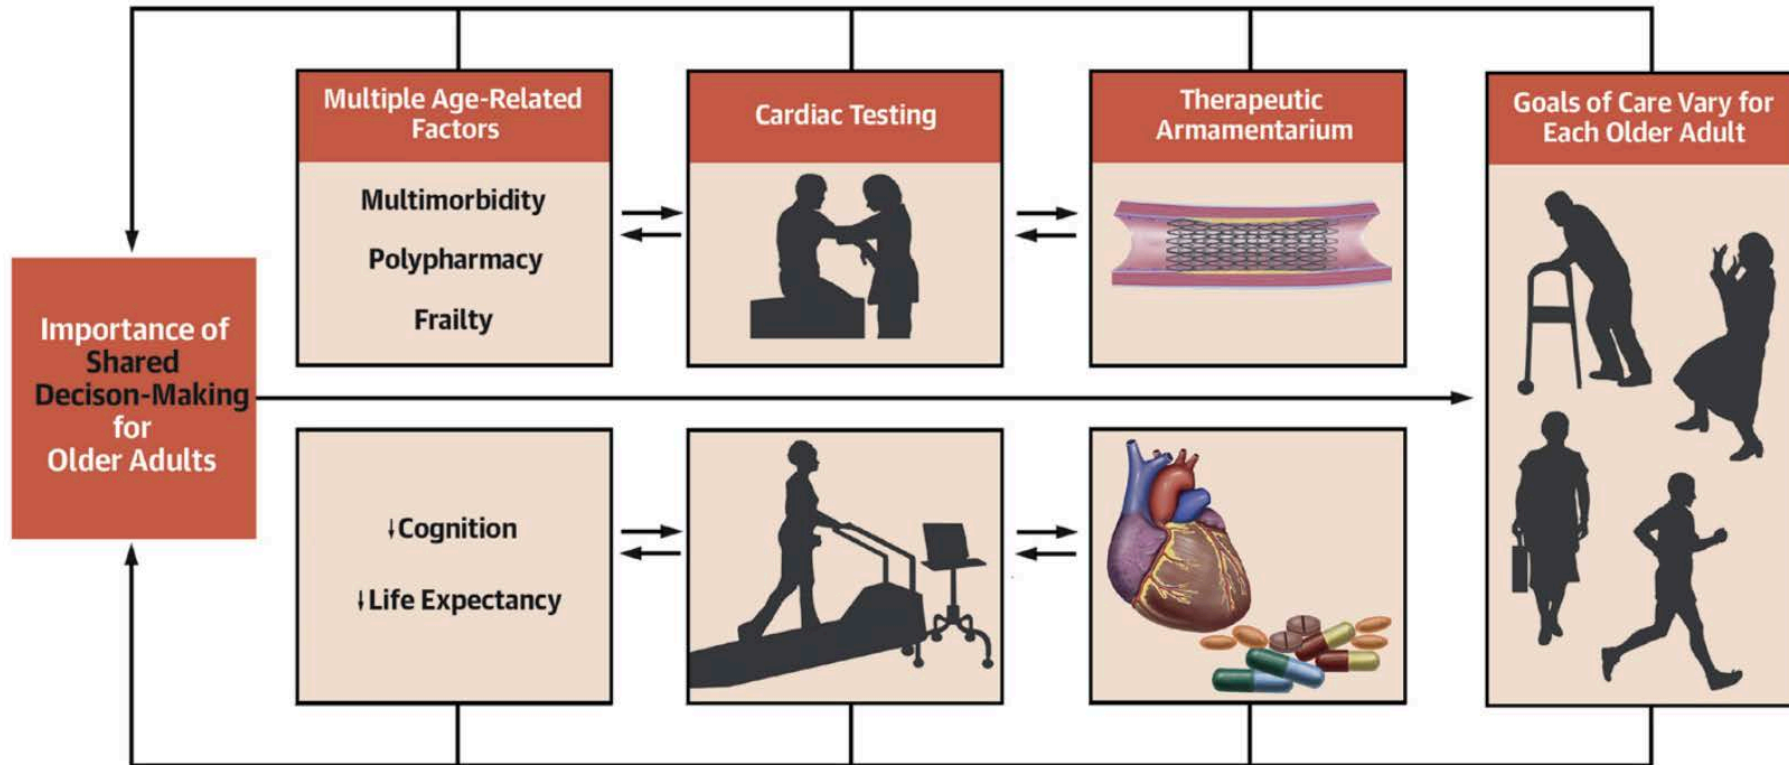 Importance of
Shared
Decison-Making
for
Older Adults
Multiple Age-Related
Factors
Multimorbidity
Polypharmacy
Frailty
↓Cognition
↓Life Expectancy
Cardiac Testing
Therapeutic
Armamentarium
Goals of Care Vary for
Each Older Adult